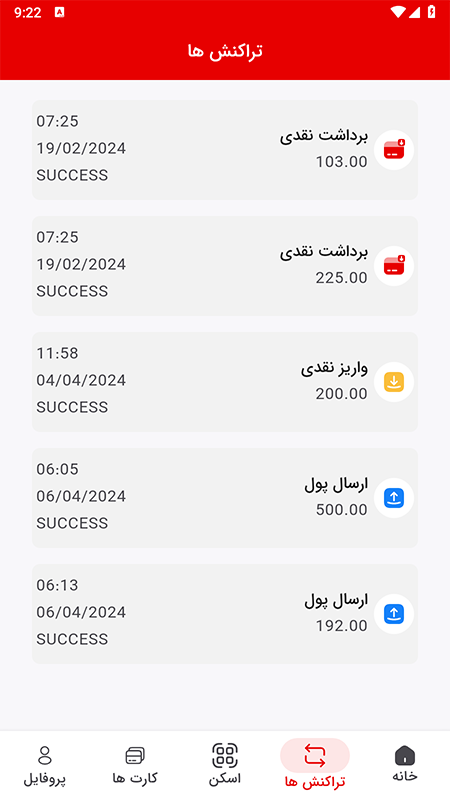 9:22
تراکنش ها
برداشت نقدی
103.00
07:25
19/02/2024
SUCCESS
برداشت نقدی
225.00
07:25
19/02/2024
SUCCESS
واریز نقدی
200.00
11:58
04/04/2024
SUCCESS
ارسال پول
500.00
06:05
06/04/2024
SUCCESS
ارسال پول
192.00
06:13
06/04/2024
SUCCESS
خانه
تراکنش ها
اسکن
کارت ها
پروفایل